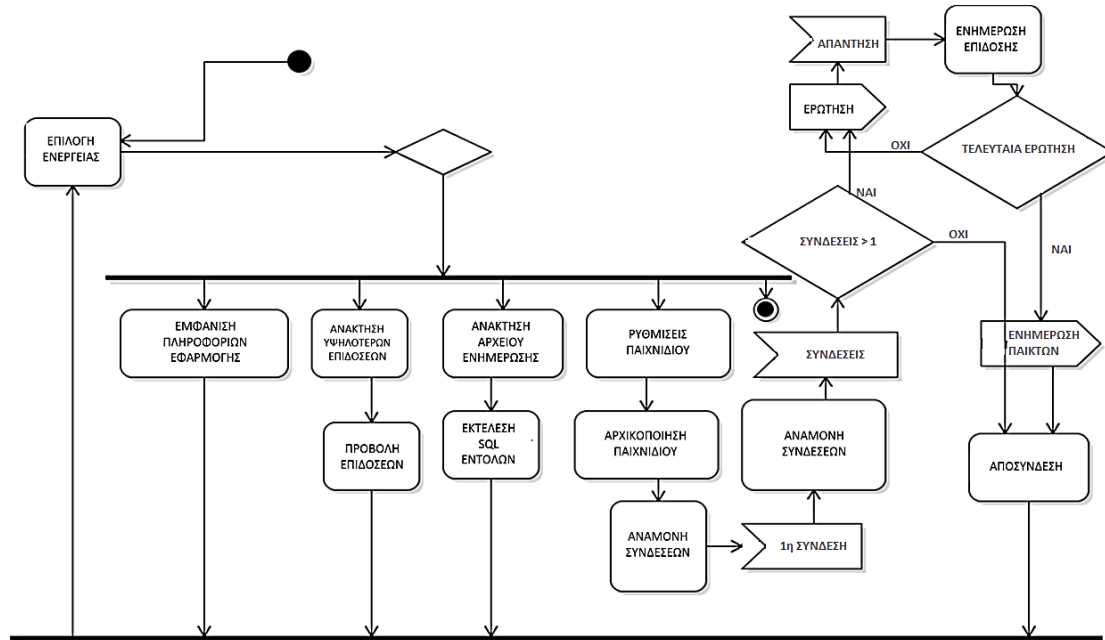 ΑΠΑΝΤΗΣΗ
ΕΝΗΜΕΡΩΣΗ
ΕΠΙΔΟΣΗΣ
ΕΡΩΤΗΣΗ
ΕΠΙΛΟΓΗ
ΕΝΕΡΓΕΙΑΣ
ΟΧΙ
ΤΕΛΕΥΤΑΙΑ ΕΡΩΤΗΣΗ
ΝΑΙ
ΣΥΝΔΕΣΕΙΣ > 1
ΟΧΙ
ΝΑΙ
ΕΜΦΑΝΙΣΗ
ΠΛΗΡΟΦΟΡΙΩΝ
ΕΦΑΡΜΟΓΗΣ
ΑΝΑΚΤΗΣΗ
ΥΨΗΛΟΤΕΡΩΝ
ΕΠΙΔΟΣΕΩΝ
ΑΝΑΚΤΗΣΗ
ΑΡΧΕΙΟΥ
ΕΝΗΜΕΡΩΣΗΣ
ΡΥΘΜΙΣΕΙΣ
ΠΑΙΧΝΙΔΙΟΥ
ΣΥΝΔΕΣΕΙΣ
ΕΝΗΜΕΡΩΣΗ
ΠΑΙΚΤΩΝ
ΠΡΟΒΟΛΗ
ΕΠΙΔΟΣΕΩΝ
ΕΚΤΕΛΕΣΗ
SQL
ΕΝΤΟΛΩΝ
ΑΡΧΙΚΟΠΟΙΗΣΗ
ΠΑΙΧΝΙΔΙΟΥ
ΑΝΑΜΟΝΗ
ΣΥΝΔΕΣΕΩΝ
ΑΠΟΣΥΝΔΕΣΗ
ΑΝΑΜΟΝΗ
ΣΥΝΔΕΣΕΩΝ
1η ΣΥΝΔΕΣΗ